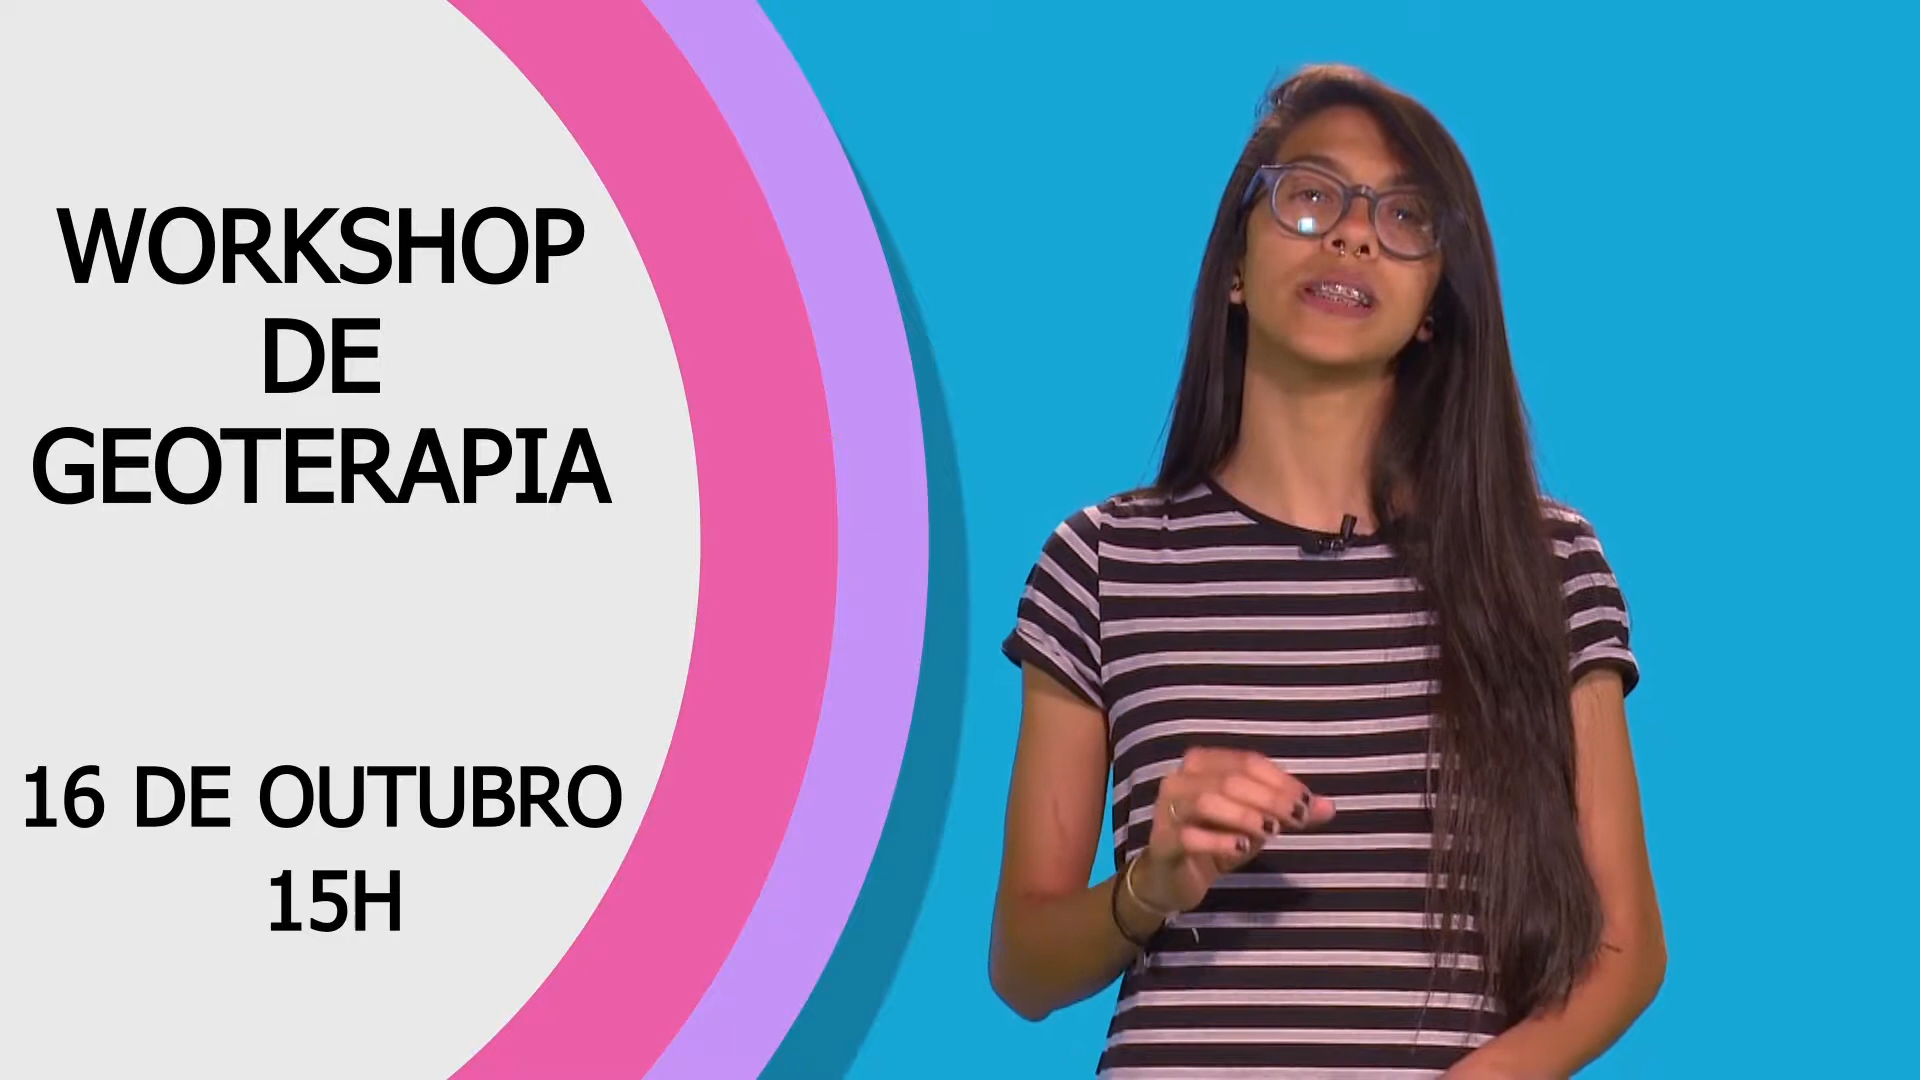 WORKSHOP
DE
GEOTERAPIA
16 DE OUTUBRO
15H